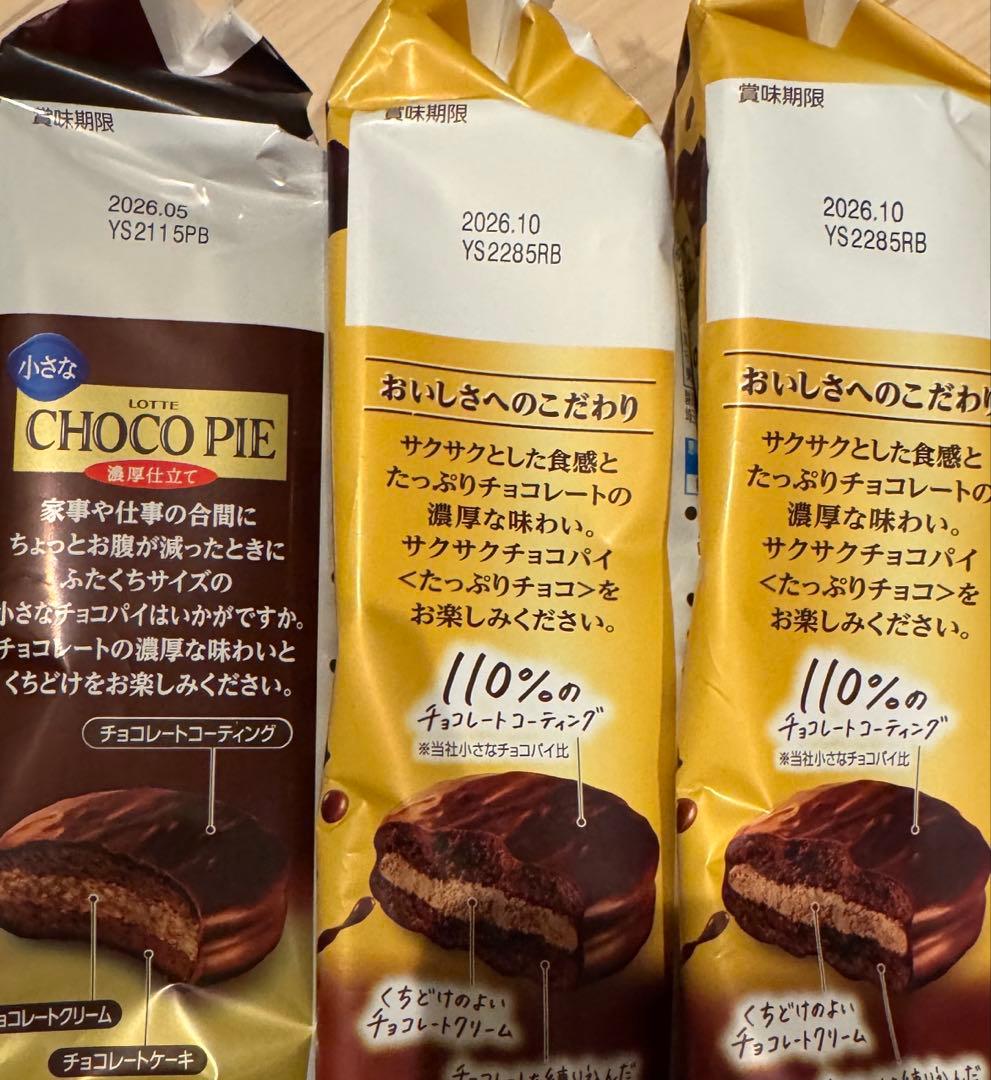 賞味期限
2026.05
YS2115PB
小さな
LOTTE
CHOCO PIE
濃厚仕立て
家事や仕事の合間に
ちょっとお腹が減ったときに
ふたくちサイズの
小さなチョコパイはいかがですか。
チョコレートの濃厚な味わいと
くちどけをお楽しみください。
チョコレートコーティング
チョコレートクリーム
チョコレートケーキ
賞味期限
2026.10
YS2285RB
おいしさへのこだわり
サクサクとした食感と
たっぷりチョコレートの
濃厚な味わい。
サクサクチョコパイ
<たっぷりチョコ>を
お楽しみください。
110%の
チョコレートコーティング
※当社小さなチョコパイ比
くちどけのよい
チョコレートクリーム
チョコレートを練り込んだ
賞味期限
2026.10
YS2285RB
おいしさへのこだわり
サクサクとした食感と
たっぷりチョコレートの
濃厚な味わい。
サクサクチョコパイ
<たっぷりチョコ>を
お楽しみください。
110%の
チョコレートコーティング
※当社小さなチョコパイ比
くちどけのよい
チョコレートクリーム